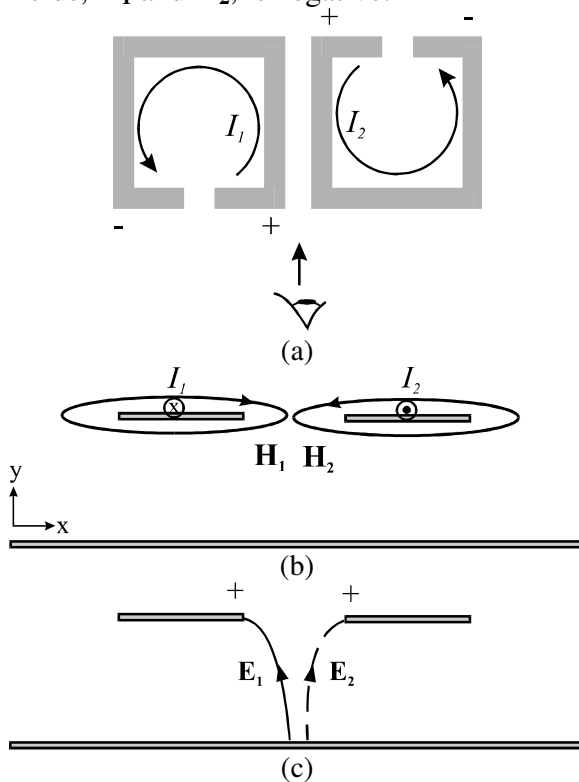 + -
I1 I2
- +
(a)
I1 I2
x
H1 H2
y
x
(b)
+ +
E1 E2
(c)